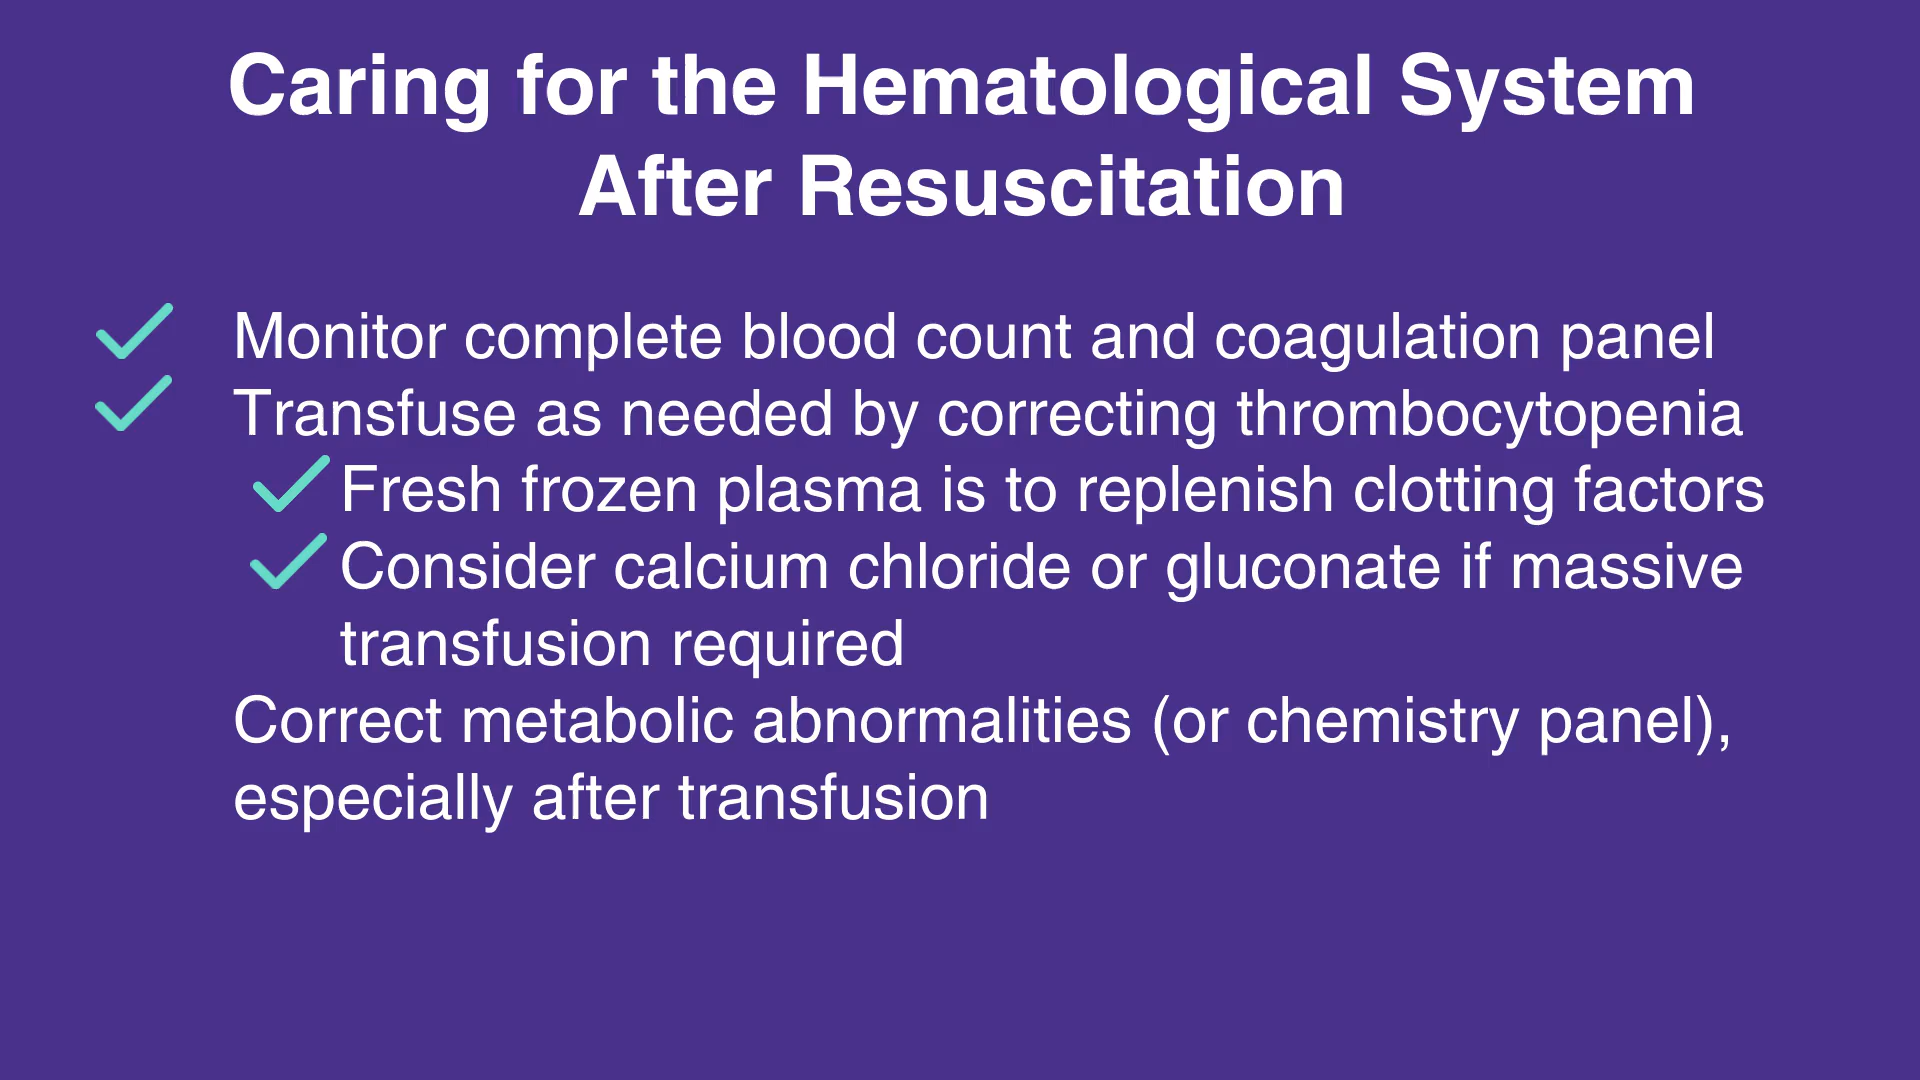 Caring for the Hematological System
After Resuscitation
Monitor complete blood count and coagulation panel
Transfuse as needed by correcting thrombocytopenia
Fresh frozen plasma is to replenish clotting factors
Consider calcium chloride or gluconate if massive
transfusion required
Correct metabolic abnormalities (or chemistry panel),
especially after transfusion